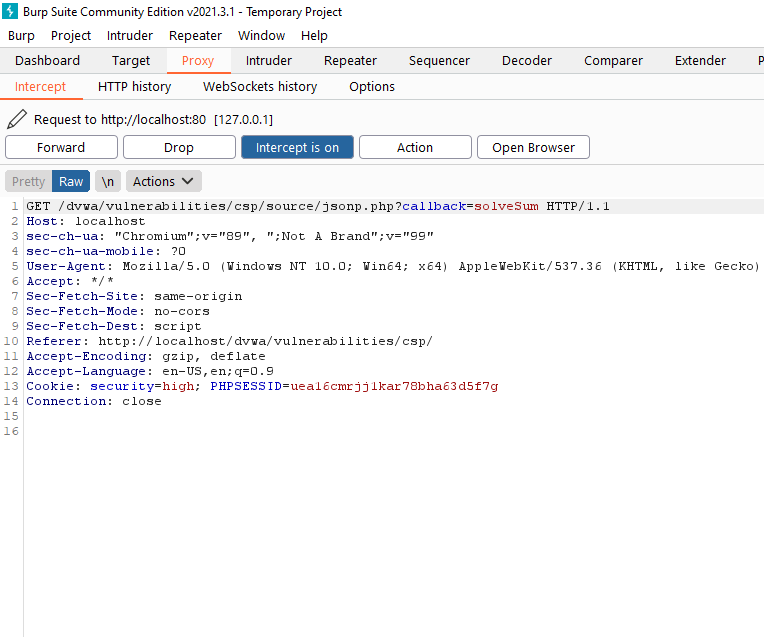 Burp Suite Community Edition v2021.3.1 - Temporary Project
Burp Project Intruder Repeater Window Help
Dashboard Target Proxy Intruder Repeater Sequencer Decoder Comparer Extender P
Intercept HTTP history WebSockets history Options
Request to http://localhost:80 [127.0.0.1]
Forward Drop Intercept is on Action Open Browser
Pretty Raw \n Actions
1 GET /dvwa/vulnerabilities/csp/source/jsonp.php?callback=solveSum HTTP/1.1
2 Host: localhost
3 sec-ch-ua: "Chromium";v="89", ";Not A Brand";v="99"
4 sec-ch-ua-mobile: ?0
5 User-Agent: Mozilla/5.0 (Windows NT 10.0; Win64; x64) AppleWebKit/537.36 (KHTML, like Gecko)
6 Accept: */*
7 Sec-Fetch-Site: same-origin
8 Sec-Fetch-Mode: no-cors
9 Sec-Fetch-Dest: script
10 Referer: http://localhost/dvwa/vulnerabilities/csp/
11 Accept-Encoding: gzip, deflate
12 Accept-Language: en-US,en;q=0.9
13 Cookie: security=high; PHPSESSID=uea16cmrjj1kar78bha63d5f7g
14 Connection: close
15
16